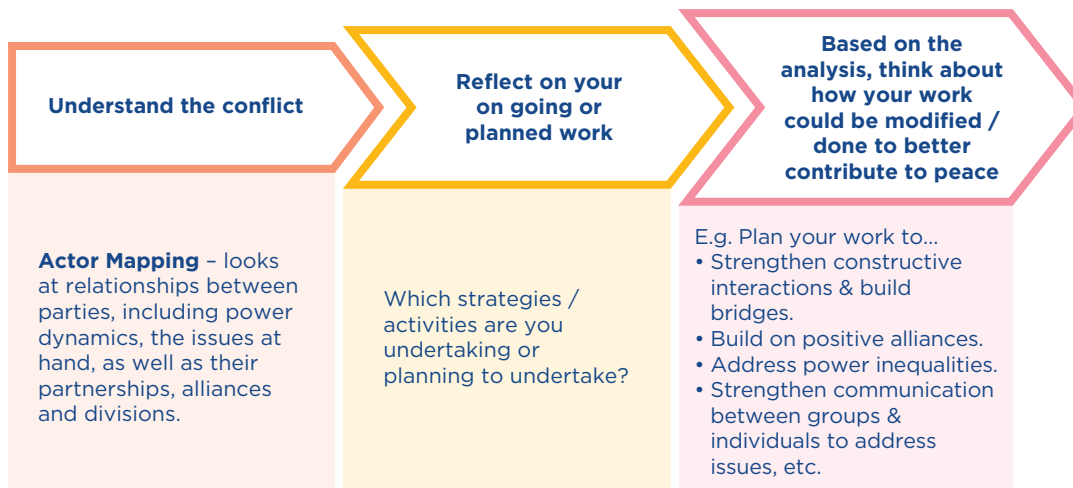 Understand the conflict
Reflect on your
on going or
planned work
Based on the
analysis, think about
how your work
could be modified /
done to better
contribute to peace
Actor Mapping – looks
at relationships between
parties, including power
dynamics, the issues at
hand, as well as their
partnerships, alliances
and divisions.
Which strategies /
activities are you
undertaking or
planning to undertake?
E.g. Plan your work to...
• Strengthen constructive
interactions & build
bridges.
• Build on positive alliances.
• Address power inequalities.
• Strengthen communication
between groups &
individuals to address
issues, etc.